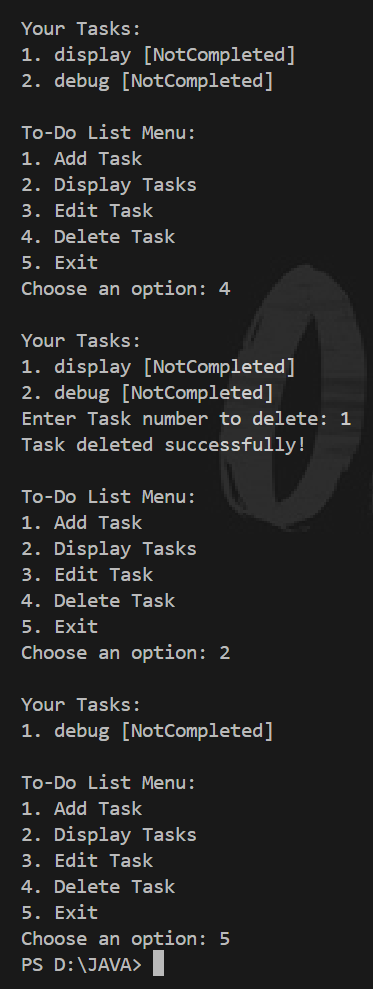 Your Tasks:
1. display [NotCompleted]
2. debug [NotCompleted]

To-Do List Menu:
1. Add Task
2. Display Tasks
3. Edit Task
4. Delete Task
5. Exit
Choose an option: 4

Your Tasks:
1. display [NotCompleted]
2. debug [NotCompleted]
Enter Task number to delete: 1
Task deleted successfully!

To-Do List Menu:
1. Add Task
2. Display Tasks
3. Edit Task
4. Delete Task
5. Exit
Choose an option: 2

Your Tasks:
1. debug [NotCompleted]

To-Do List Menu:
1. Add Task
2. Display Tasks
3. Edit Task
4. Delete Task
5. Exit
Choose an option: 5
PS D:\JAVA>